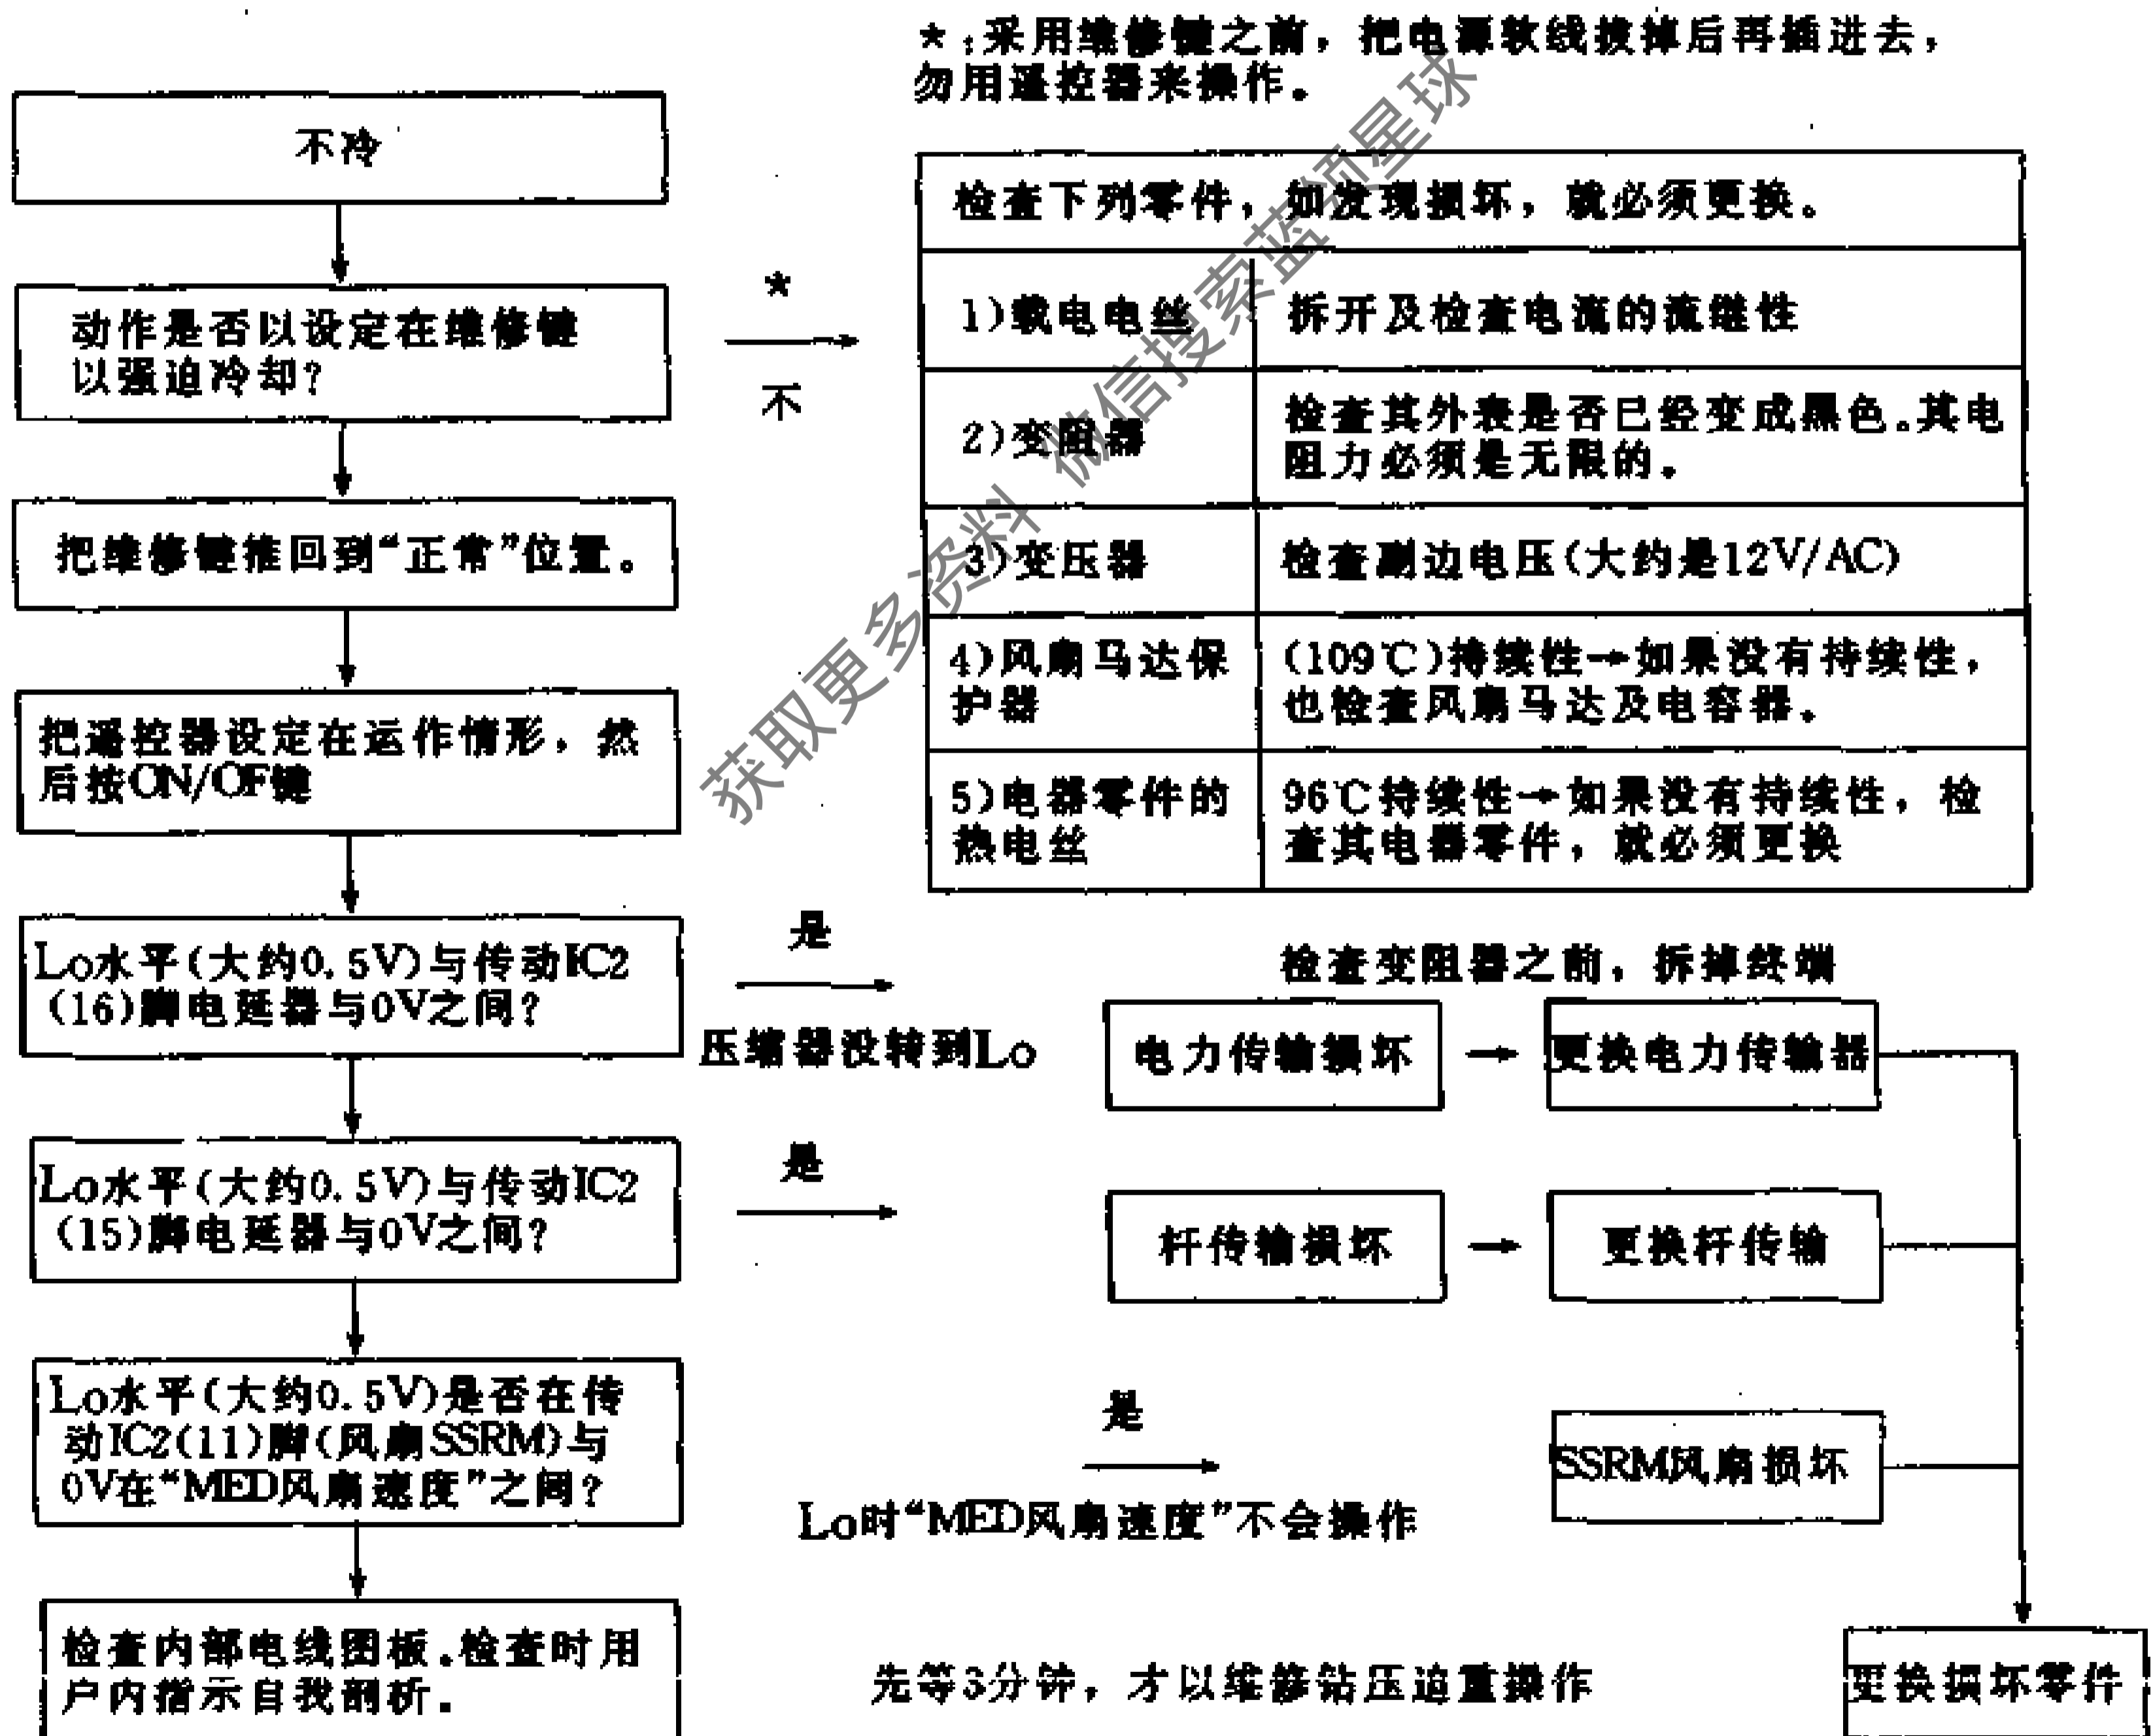 ★:采用维修键之前，把电源软线拨掉后再插进去，
勿用遥控器来操作。
不冷
动作是否以设定在维修键
以强迫冷却?
★
不
把维修键推回到“正常”位置。
把遥控器设定在运作情形，然
后按ON/OF键
Lo水平(大约0.5V)与传动IC2
(16)脚电延器与0V之间?
是
压缩器没转到Lo
Lo水平(大约0.5V)与传动IC2
(15)脚电延器与0V之间?
是
Lo水平(大约0.5V)是否在传
动IC2(11)脚(风扇SSRM)与
0V在“MED风扇速度”之间?
是
Lo时“MED风扇速度”不会操作
检查内部电线图板。检查时用
户内指示自我剖析。
检查下列零件，如发现损坏，就必须更换。
1)载电电丝
拆开及检查电流的流继性
2)变阻器
检查其外表是否已经变成黑色。其电
阻力必须是无限的。
3)变压器
检查副边电压(大约是12V/AC)
4)风扇马达保
护器
(109℃)持续性→如果没有持续性，
也检查风扇马达及电容器。
5)电器零件的
热电丝
96℃持续性→如果没有持续性，检
查其电器零件，就必须更换
检查变阻器之前，拆掉终端
电力传输损坏
更换电力传输器
杆传输损坏
更换杆传输
SSRM风扇损坏
先等3分钟，才以维修钻压迫重操作
更换损坏零件
获取更多资料 微信搜索蓝领星球